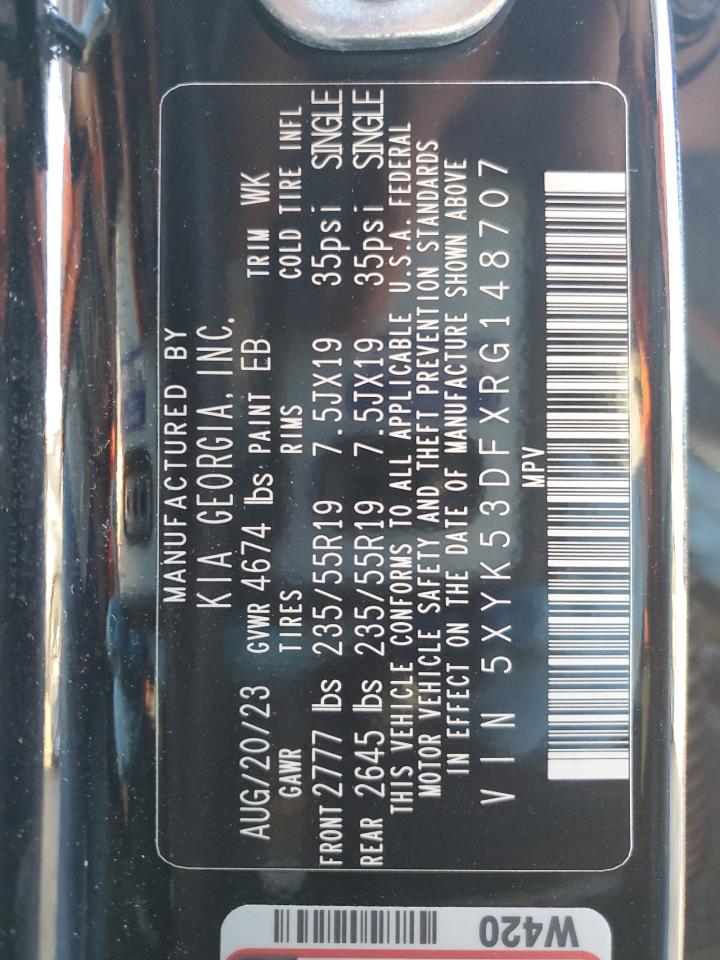 MANUFACTURED BY
KIA GEORGIA, INC.
AUG/20/23 GVWR 4674 lbs PAINT EB TRIM WK
GAWR TIRES RIMS COLD TIRE INFL
FRONT 2777 lbs 235/55R19 7.5JX19 35psi SINGLE
REAR 2645 lbs 235/55R19 7.5JX19 35psi SINGLE
THIS VEHICLE CONFORMS TO ALL APPLICABLE U.S.A. FEDERAL
MOTOR VEHICLE SAFETY AND THEFT PREVENTION STANDARDS
IN EFFECT ON THE DATE OF MANUFACTURE SHOWN ABOVE
VIN 5XYK53DFXRG148707
MPV
W420